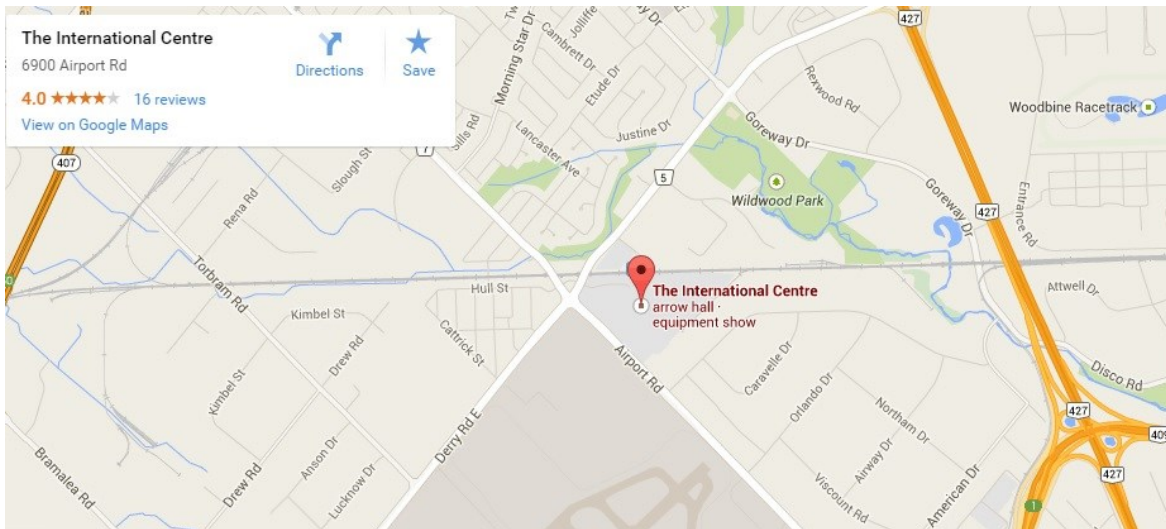 The International Centre
6900 Airport Rd
4.0
16 reviews
View on Google Maps
Directions
Save
Morning Star Dr
Jolliffe
Cambrett Dr
Etude Dr
Goreway Dr
Rexwood Rd
427
Woodbine Racetrack
407
Slough St
Sills Rd
7
Lancaster Ave
Justine Dr
5
Goreway Dr
Wildwood Park
Goreway Dr
427
Entrance Rd
Rena Rd
Torbram Rd
Hull St
Kimbel St
The International Centre
arrow hall ·
equipment show
Attwell Dr
Cattrick St
Drew Rd
Kimbel St
Airport Rd
Caravelle Dr
Orlando Dr
Disco Rd
Derry Rd E
Northam Dr
427
409
Bramalea Rd
Drew Rd
Anson Dr
Lucknow Dr
Airway Dr
Viscount Rd
American Dr
427
1